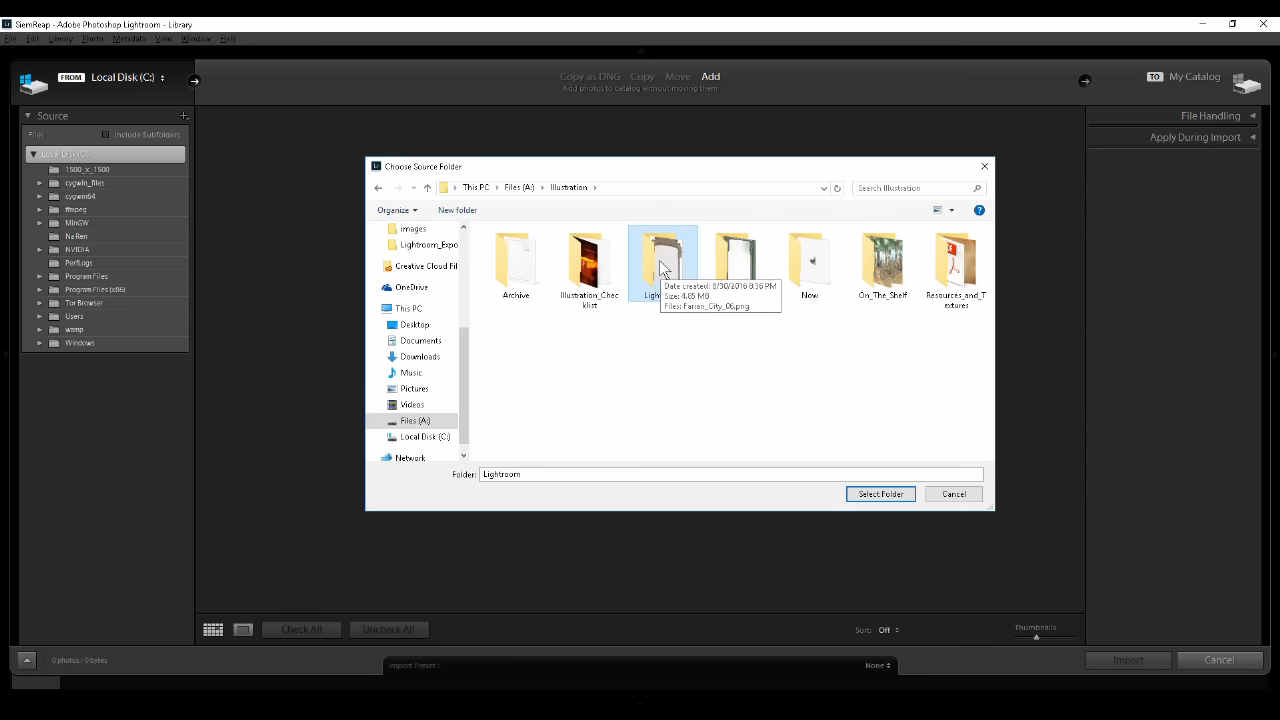 SiemReap - Adobe Photoshop Lightroom - Library
File Edit Library Photo Metadata View Window Help
FROM Local Disk (C:)
Copy as DNG Copy Move Add
Add photos to catalog without moving them
TO My Catalog
Source
File Handling
Files Include Subfolders
Apply During Import
Local Disk (C:)
1500_x_1500
cygwin_files
cygwin64
ffmpeg
MinGW
Na Ren
NVIDIA
PerfLogs
Program Files
Program Files (x86)
Tor Browser
Users
wamp
Windows
Choose Source Folder
This PC > Files (A:) > Illustration >
Search Illustration
Organize New folder
images
Lightroom_Expo
Creative Cloud Fil
OneDrive
This PC
Desktop
Documents
Downloads
Music
Pictures
Videos
Files (A:)
Local Disk (C:)
Network
Archive
Illustration_Chec
klist
Ligh
Now
On_The_Shelf
Resources_and_T
extures
Date created: 8/30/2016 8:36 PM
Size: 4.85 MB
Files: Farian_City_06.png
Folder: Lightroom
Select Folder Cancel
Check All Uncheck All
Sort: Off
Thumbnails
0 photos / 0 bytes
Import Preset : None
Import Cancel